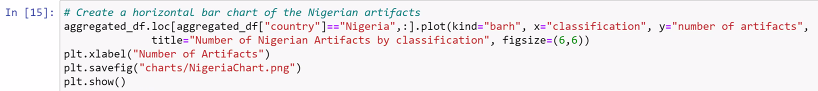 In [15]: # Create a horizontal bar chart of the Nigerian artifacts
aggregated_df.loc[aggregated_df["country"]=="Nigeria",:].plot(kind="barh", x="classification", y="number of artifacts",
title="Number of Nigerian Artifacts by classification", figsize=(6,6))
plt.xlabel("Number of Artifacts")
plt.savefig("charts/NigeriaChart.png")
plt.show()